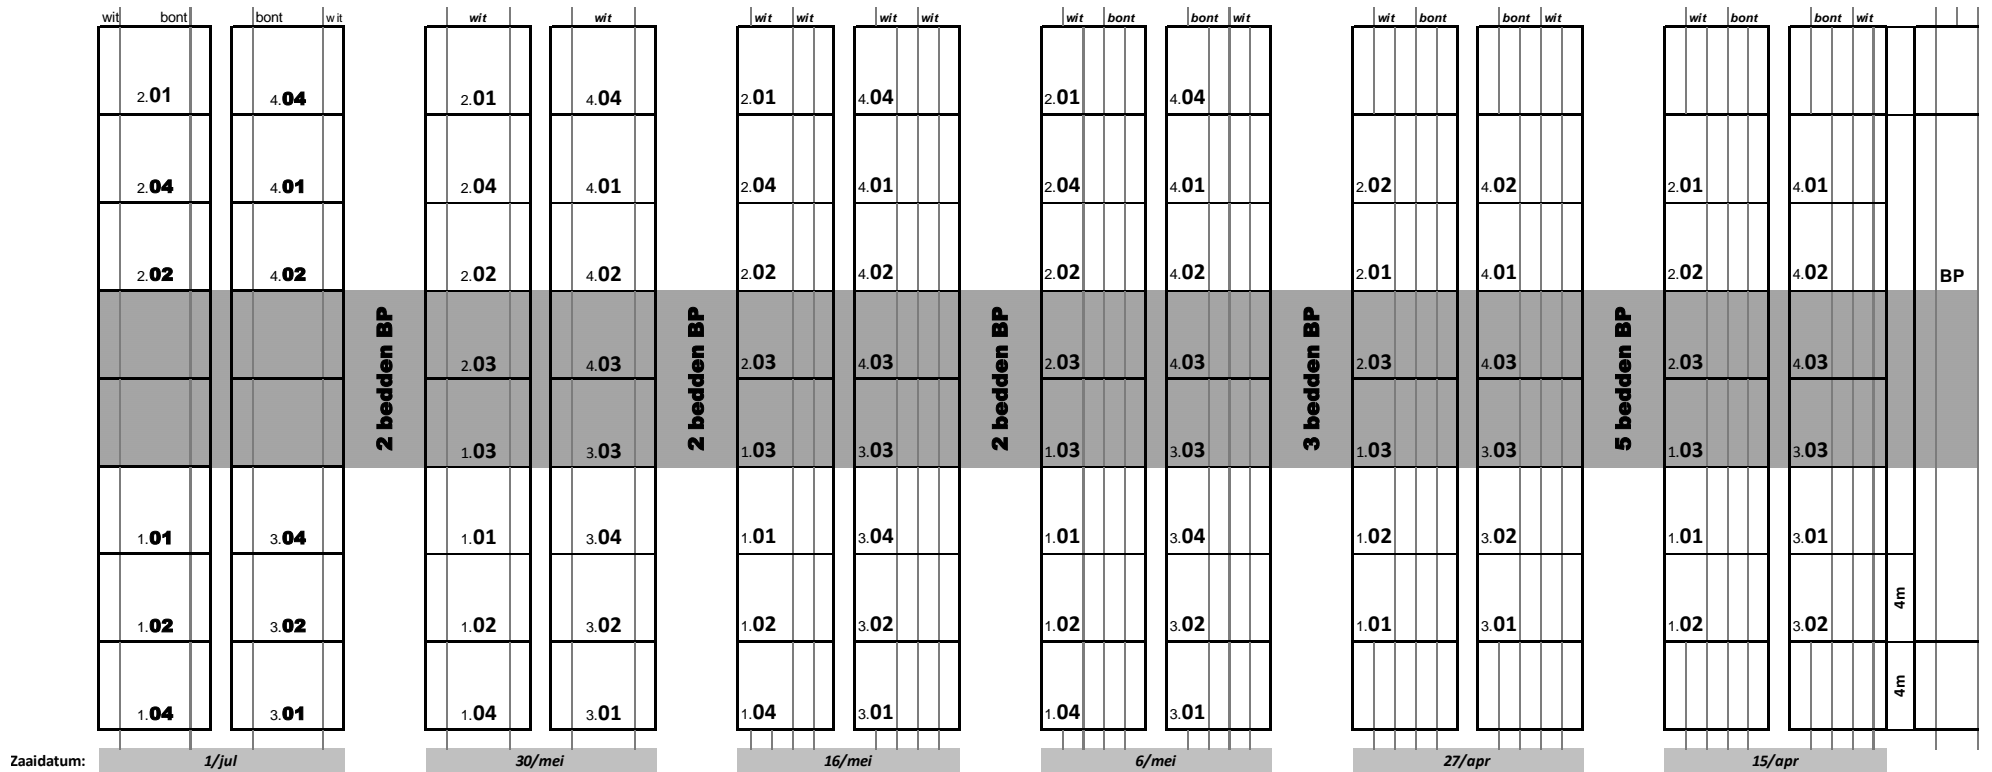 wit bont bont wit wit wit wit wit wit wit wit bont bont wit wit bont bont wit wit bont bont wit
2.01 4.04 2.01 4.04 2.01 4.04 2.01 4.04
2.04 4.01 2.04 4.01 2.04 4.01 2.04 4.01 2.02 4.02 2.01 4.01
2.02 4.02 2.02 4.02 2.02 4.02 2.02 4.02 2.01 4.01 2.02 4.02 BP
2 bedden BP 2 bedden BP 2 bedden BP 3 bedden BP 5 bedden BP
2.03 4.03 2.03 4.03 2.03 4.03 2.03 4.03 2.03 4.03
1.03 3.03 1.03 3.03 1.03 3.03 1.03 3.03 1.03 3.03
1.01 3.04 1.01 3.04 1.01 3.04 1.01 3.04 1.02 3.02 1.01 3.01
1.02 3.02 1.02 3.02 1.02 3.02 1.02 3.02 1.01 3.01 1.02 3.02 4m
1.04 3.01 1.04 3.01 1.04 3.01 1.04 3.01 4m
Zaaidatum: 1/jul 30/mei 16/mei 6/mei 27/apr 15/apr